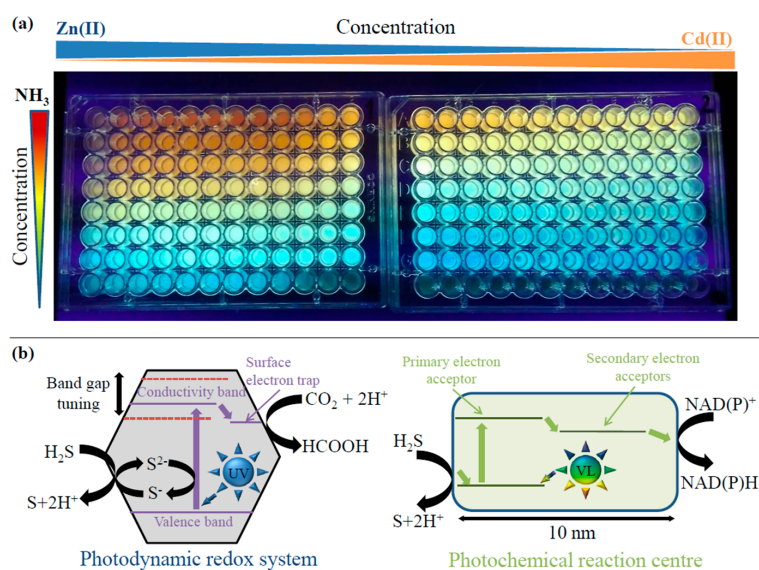 (a)
Concentration
Zn(II)
Cd(II)
NH₃
Concentration
2
(b)
Band gap
tuning
Conductivity band
Surface
electron trap
CO₂ + 2H⁺
HCOOH
H₂S
S²⁻
S⁻
S+2H⁺
UV
Valence band
Photodynamic redox system
Primary electron
acceptor
Secondary electron
acceptors
NAD(P)⁺
H₂S
VL
NAD(P)H
S+2H⁺
10 nm
Photochemical reaction centre